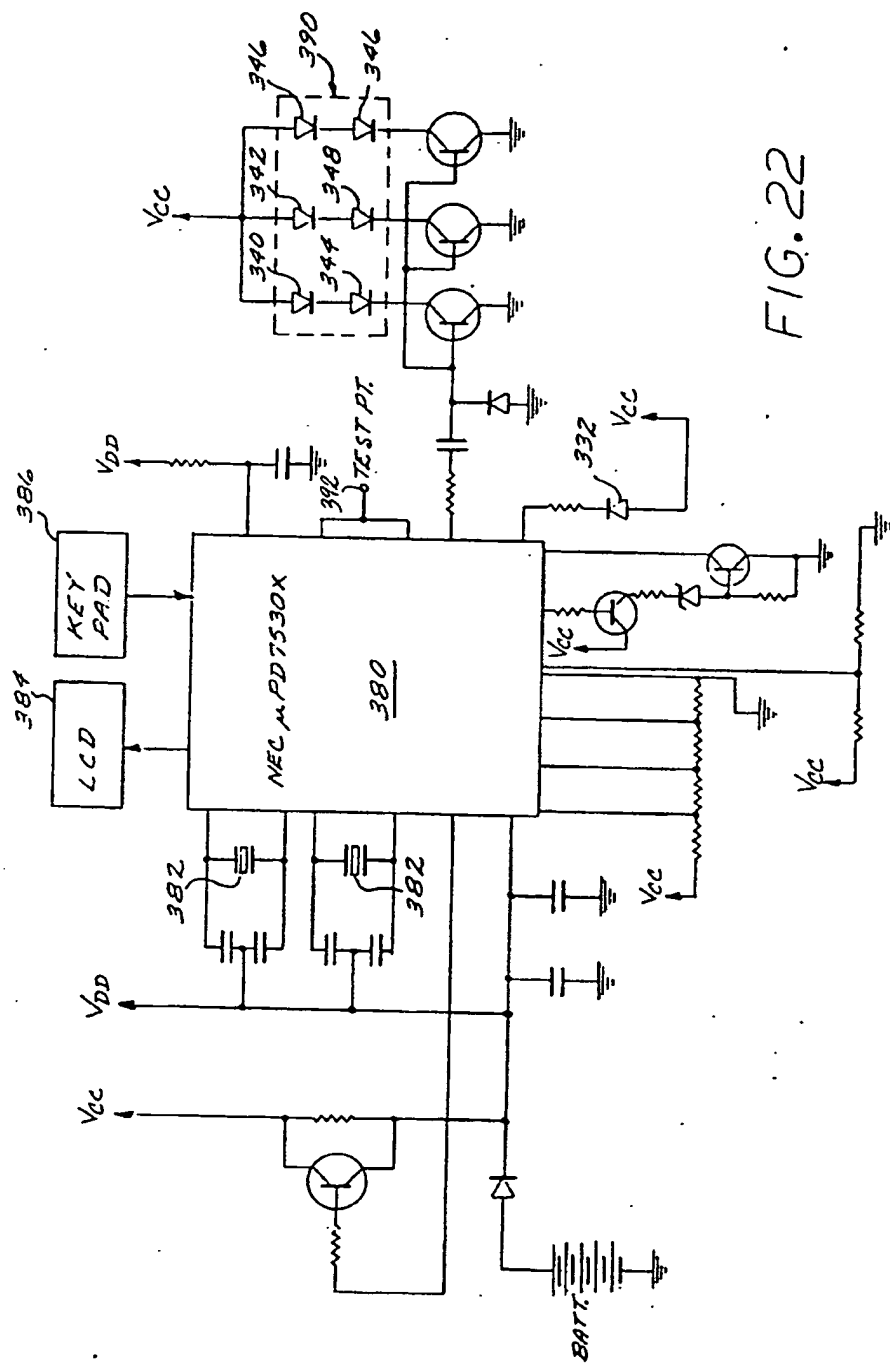 346
390
346
342
348
VCC
340
344
FIG. 22
386
KEY
PAD
VDD
392
TEST PT.
VCC
332
384
LCD
NEC µPD7530X
380
VCC
382
382
VCC
VCC
VDD
VCC
BATT.